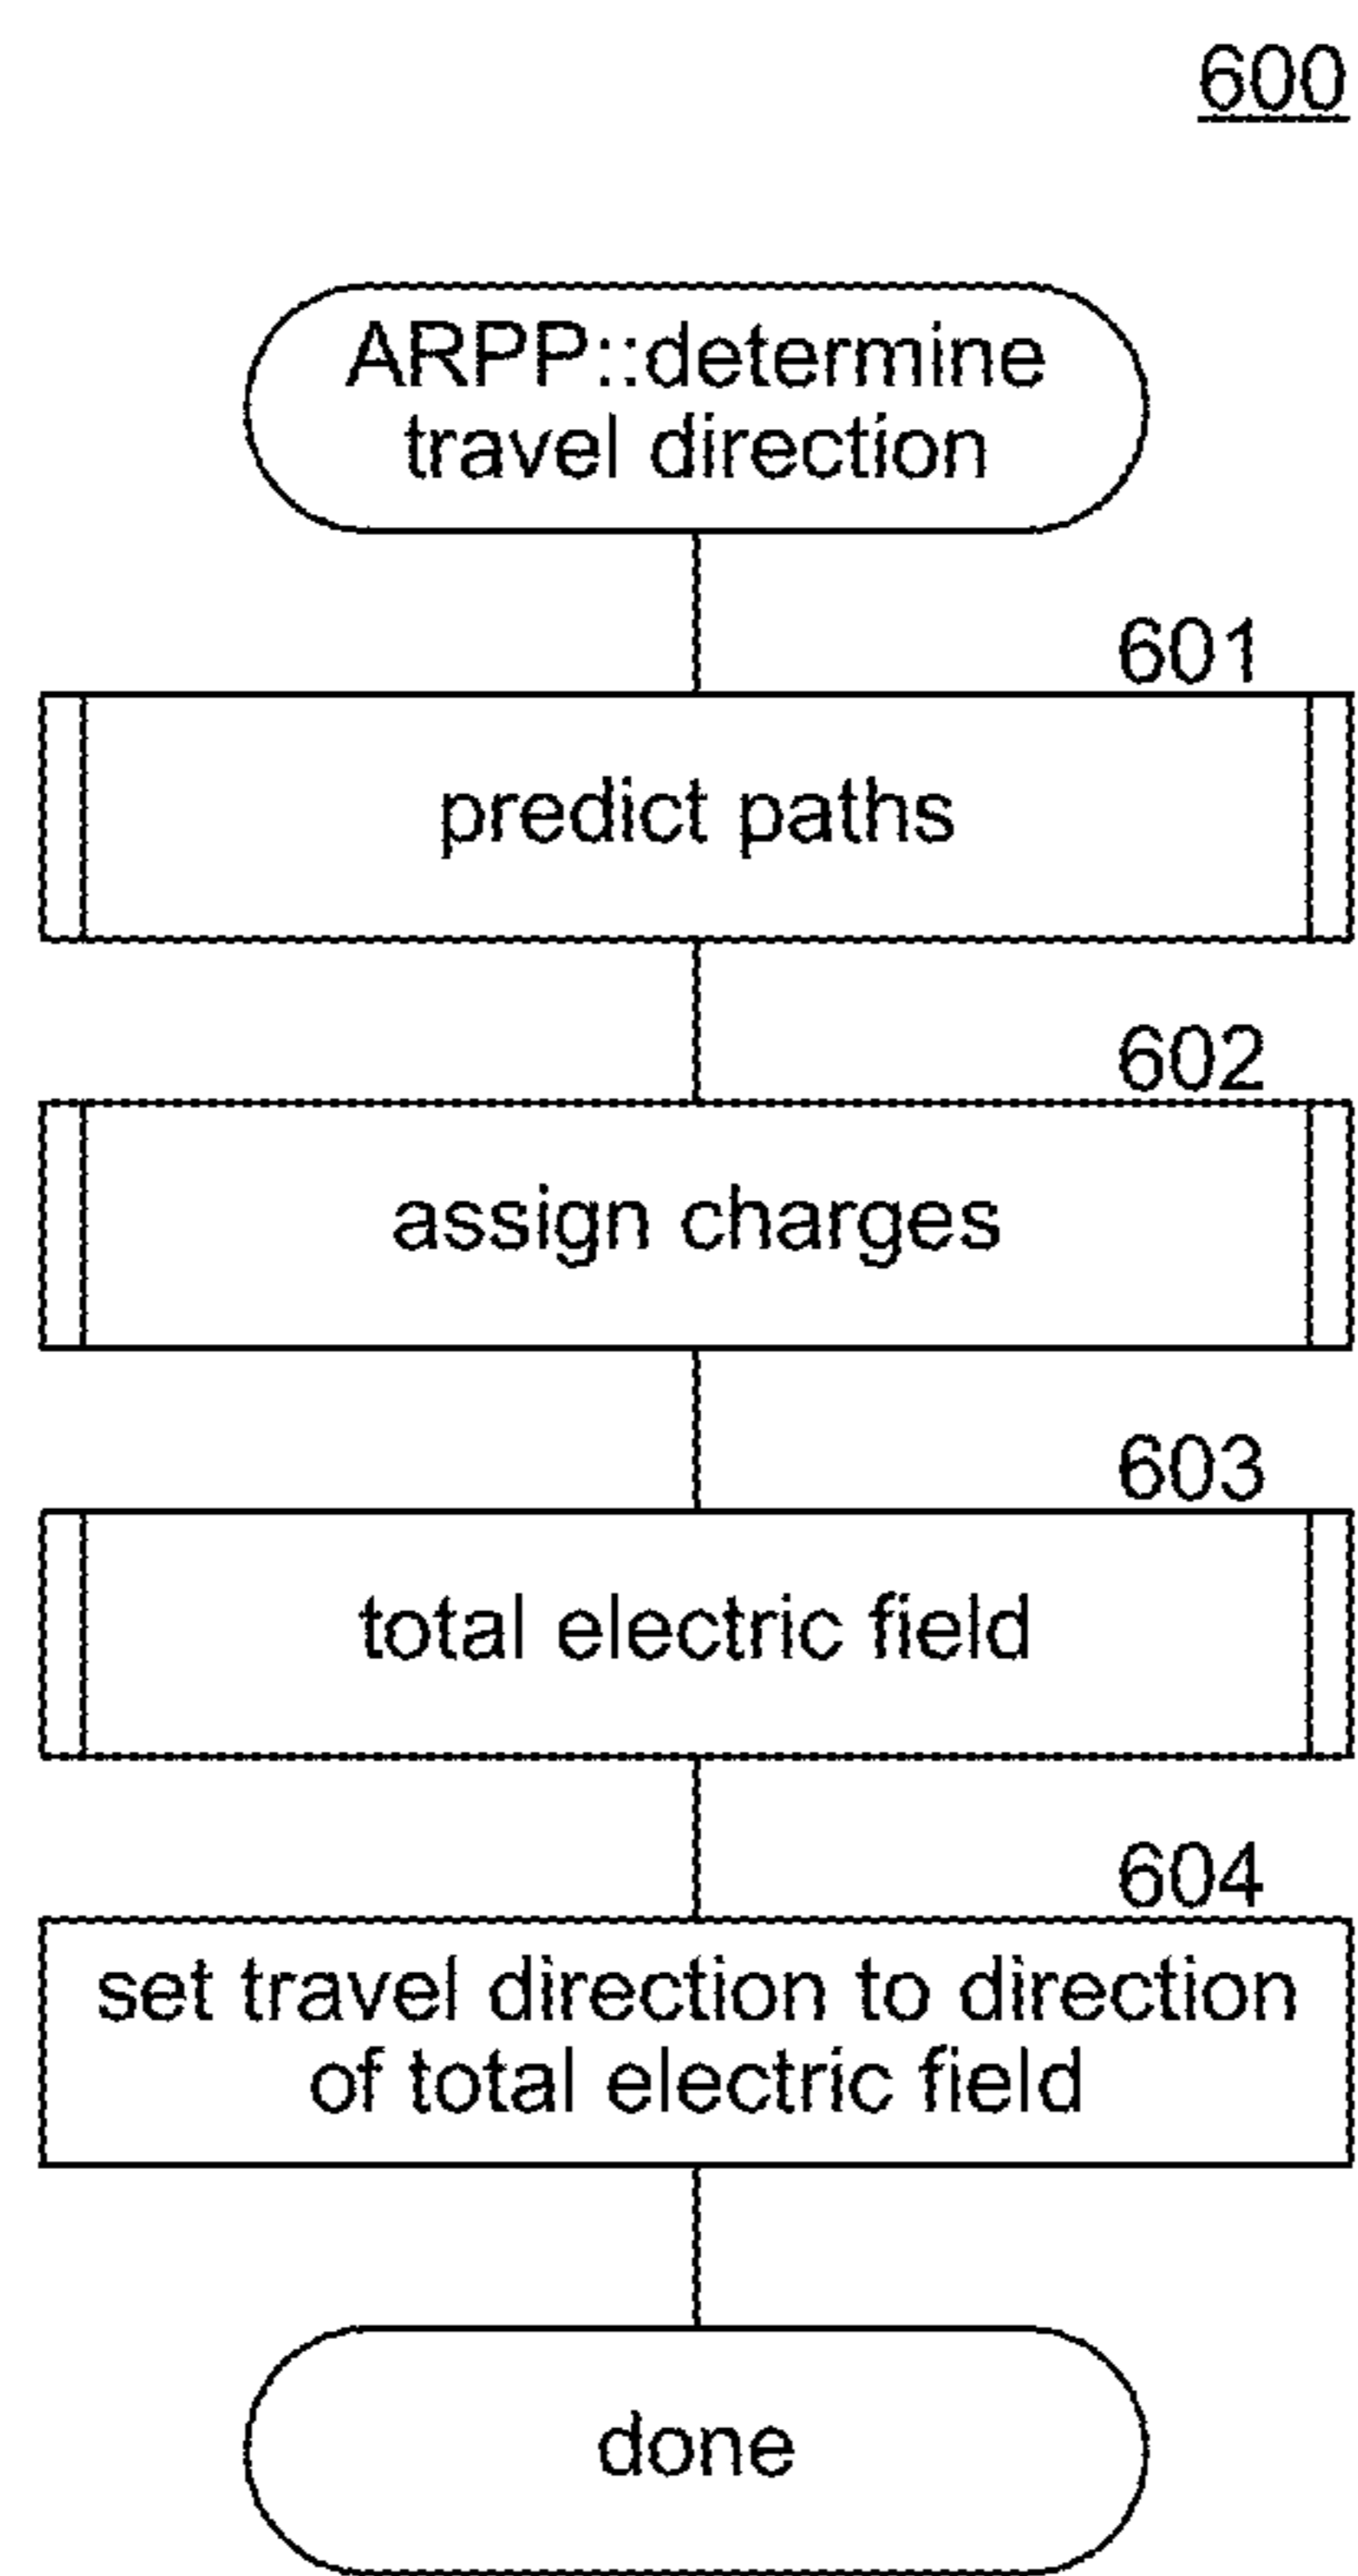 600
ARPP::determine
travel direction
601
predict paths
602
assign charges
603
total electric field
604
set travel direction to direction
of total electric field
done